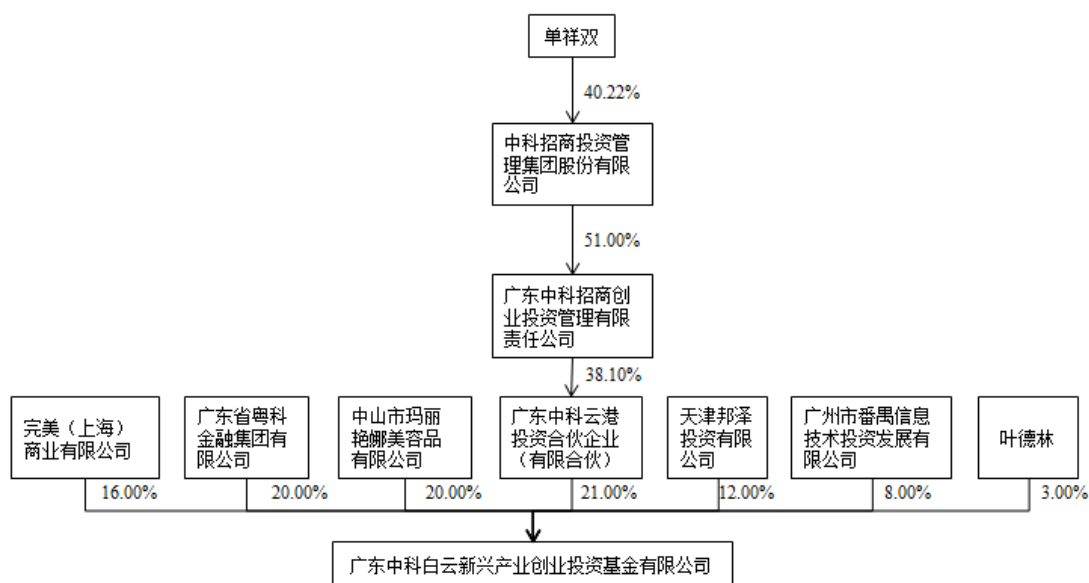 单祥双
40.22%
中科招商投资管
理集团股份有限
公司
51.00%
广东中科招商创
业投资管理有限
责任公司
38.10%
完美（上海）
商业有限公司
广东省粤科
金融集团有
限公司
中山市玛丽
艳娜美容品
有限公司
广东中科云港
投资合伙企业
（有限合伙）
天津邦泽
投资有限
公司
广州市番禺信息
技术投资发展有
限公司
叶德林
16.00%
20.00%
20.00%
21.00%
12.00%
8.00%
3.00%
广东中科白云新兴产业创业投资基金有限公司